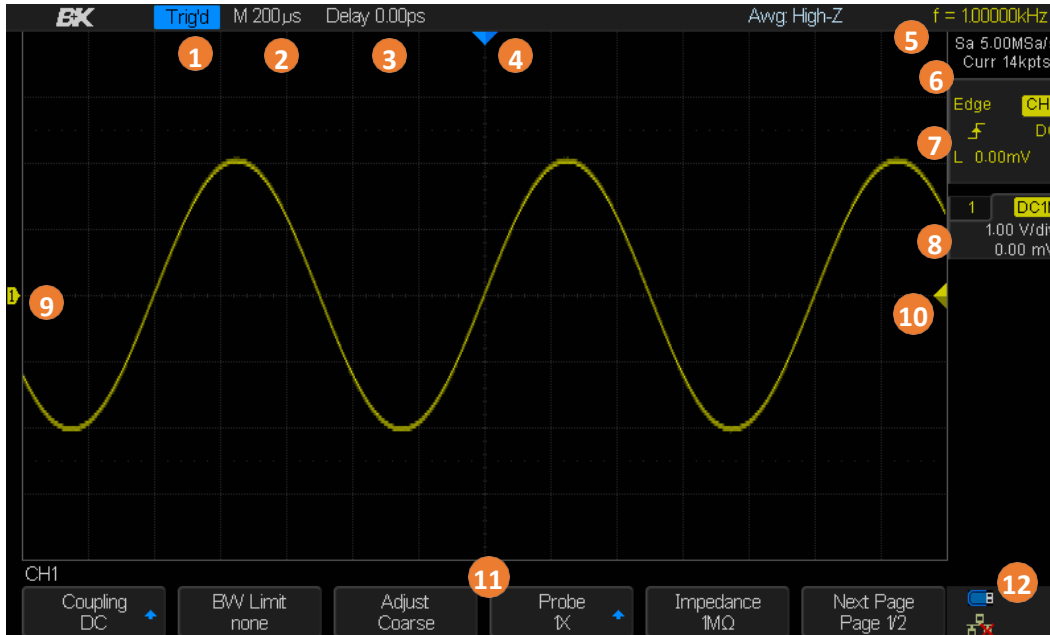 BK Trig'd M 200μs Delay 0.00ps Awg: High-Z f = 1.00000kHz
1 2 3 4 5
Sa 5.00MSa/
Curr 14kpts
6
Edge CH
7
L 0.00mV
1 DC1
8
1.00 V/div
0.00 mV
1 9 10
11
CH1
12
Coupling BW Limit Adjust Probe Impedance Next Page
DC none Coarse 1X 1MΩ Page 1/2